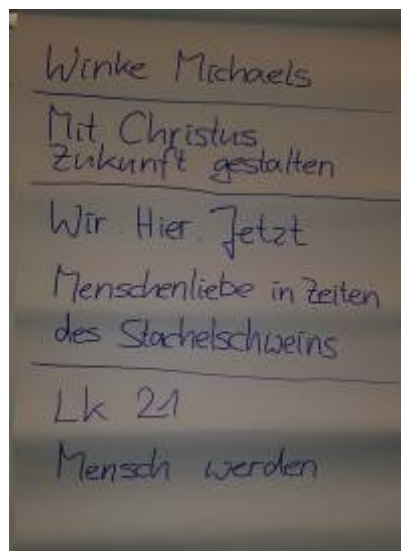 Winke Michaels
Mit Christus
Zukunft gestalten
Wir. Hier. Jetzt
Menschenliebe in Zeiten
des Stachelschweins
Lk 21
Mensch werden